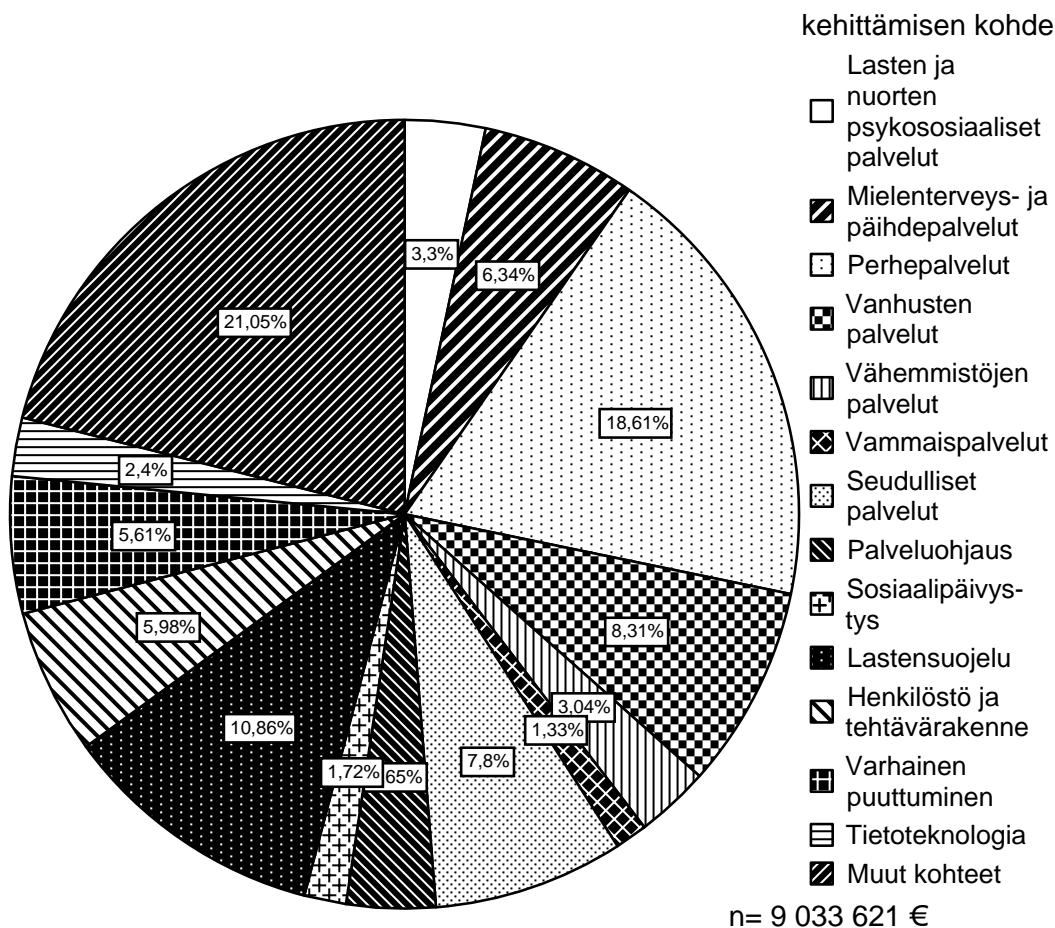 kehittämisen kohde
Lasten ja
nuorten
psykososiaaliset
palvelut
Mielenterveys- ja
päihdepalvelut
Perhepalvelut
Vanhusten
palvelut
Vähemmistöjen
palvelut
Vammaispalvelut
Seudulliset
palvelut
Palveluohjaus
Sosiaalipäivys-
tys
Lastensuojelu
Henkilöstö ja
tehtävärakenne
Varhainen
puuttuminen
Tietoteknologia
Muut kohteet
n= 9 033 621 €
3,3%
6,34%
18,61%
8,31%
3,04%
1,33%
7,8%
65%
1,72%
10,86%
5,98%
5,61%
2,4%
21,05%